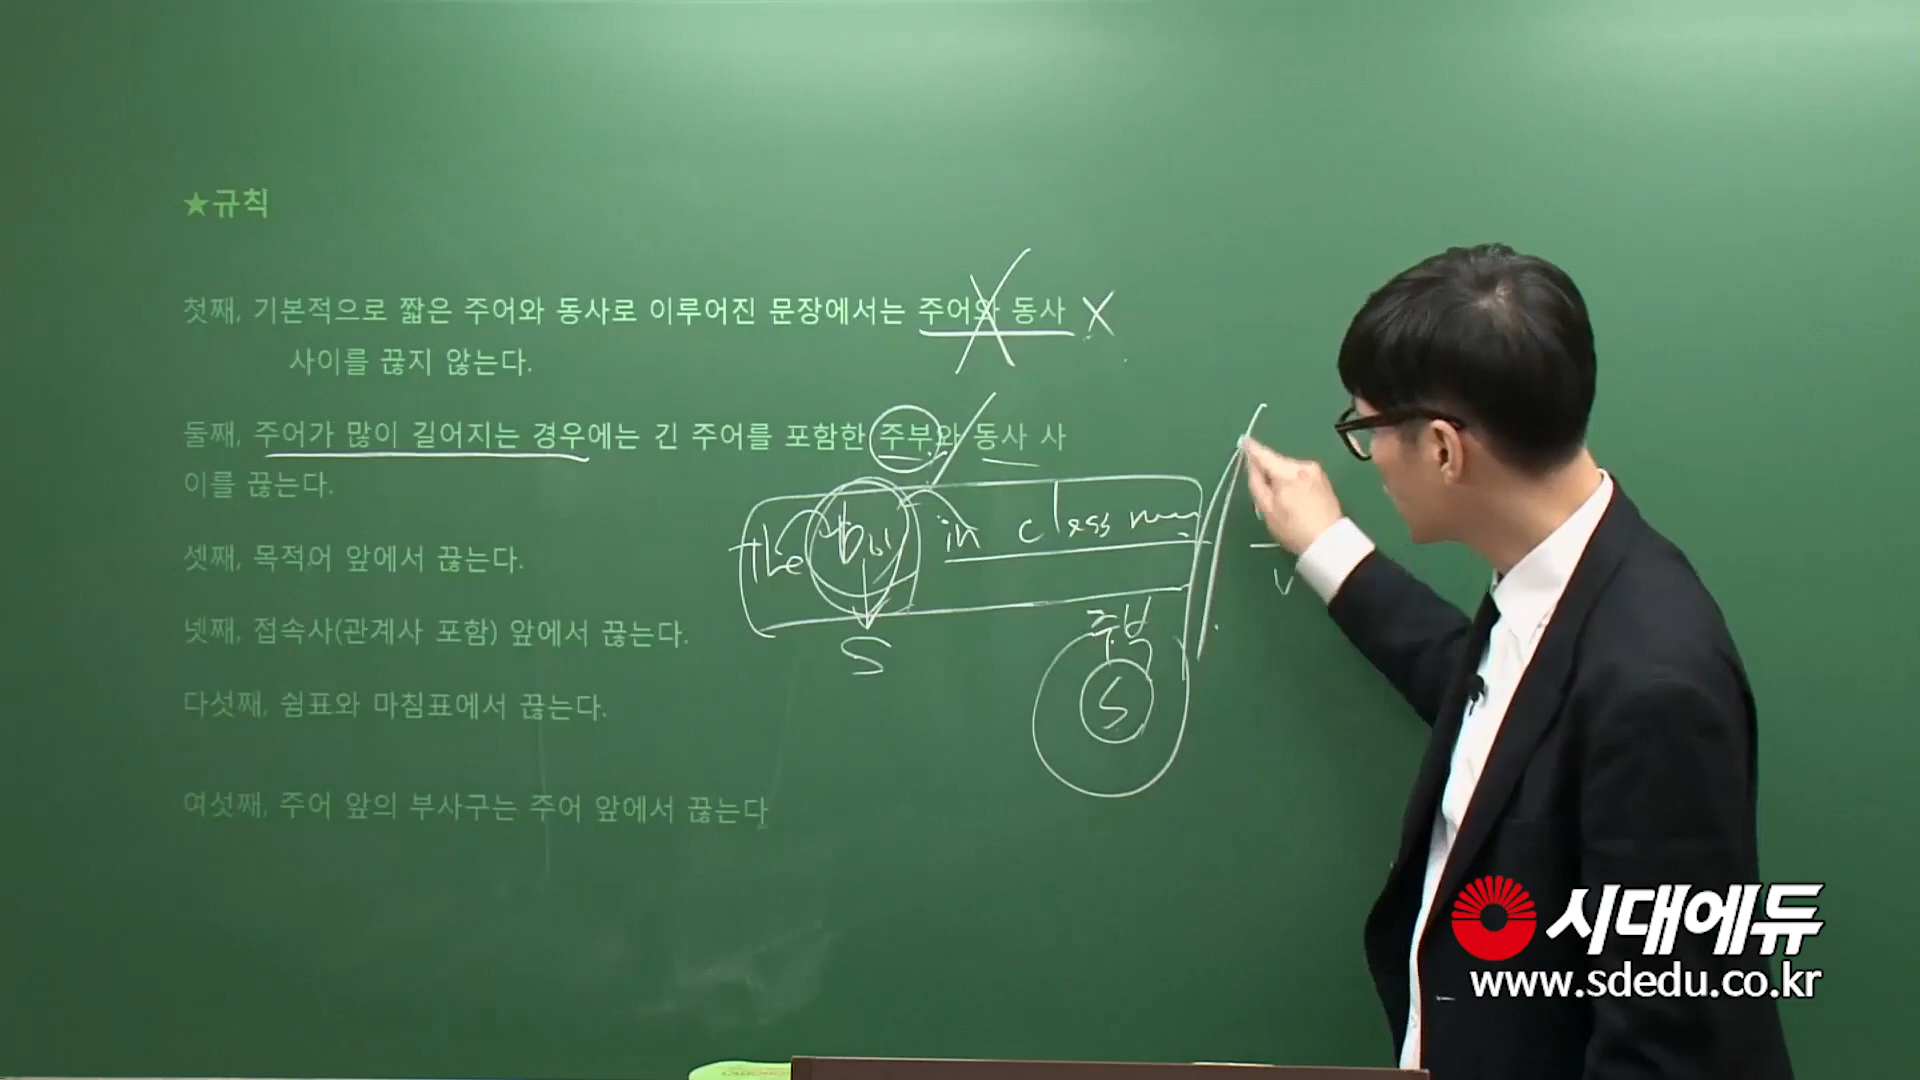 ★규칙
첫째, 기본적으로 짧은 주어와 동사로 이루어진 문장에서는 주어와 동사 X
사이를 끊지 않는다.
둘째, 주어가 많이 길어지는 경우에는 긴 주어를 포함한 주부와 동사 사
이를 끊는다.
the boy in class room
S
V
주부
S
셋째, 목적어 앞에서 끊는다.
넷째, 접속사(관계사 포함) 앞에서 끊는다.
다섯째, 쉼표와 마침표에서 끊는다.
여섯째, 주어 앞의 부사구는 주어 앞에서 끊는다
시대에듀
www.sdedu.co.kr